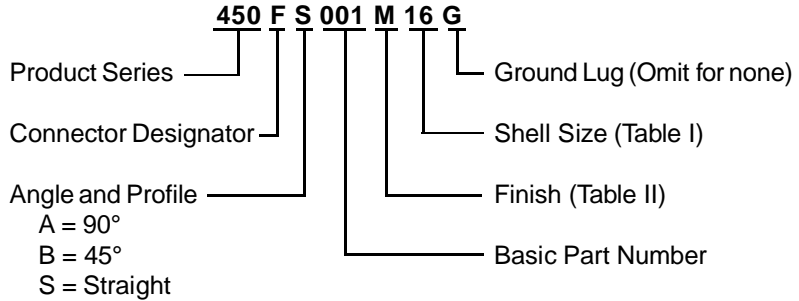 450 F S 001 M 16 G
Product Series
Connector Designator
Angle and Profile
A = 90°
B = 45°
S = Straight
Ground Lug (Omit for none)
Shell Size (Table I)
Finish (Table II)
Basic Part Number